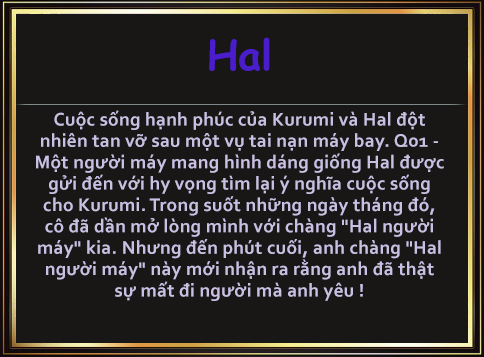 Hal
Cuộc sống hạnh phúc của Kurumi và Hal đột
nhiên tan vỡ sau một vụ tai nạn máy bay. Q01 -
Một người máy mang hình dáng giống Hal được
gửi đến với hy vọng tìm lại ý nghĩa cuộc sống
cho Kurumi. Trong suốt những ngày tháng đó,
cô đã dần mở lòng mình với chàng "Hal người
máy" kia. Nhưng đến phút cuối, anh chàng "Hal
người máy" này mới nhận ra rằng anh đã thật
sự mất đi người mà anh yêu !